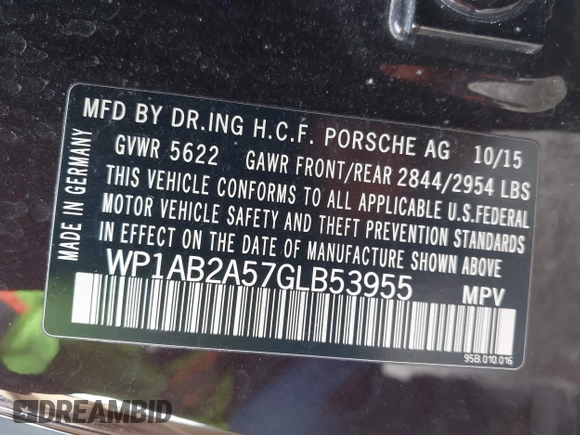 MFD BY DR.ING H.C.F. PORSCHE AG 10/15
GVWR 5622 GAWR FRONT/REAR 2844/2954 LBS
THIS VEHICLE CONFORMS TO ALL APPLICABLE U.S.FEDERAL
MOTOR VEHICLE SAFETY AND THEFT PREVENTION STANDARDS
IN EFFECT ON THE DATE OF MANUFACTURE SHOWN ABOVE
WP1AB2A57GLB53955 MPV
95B.010.016
MADE IN GERMANY
DREAMBID